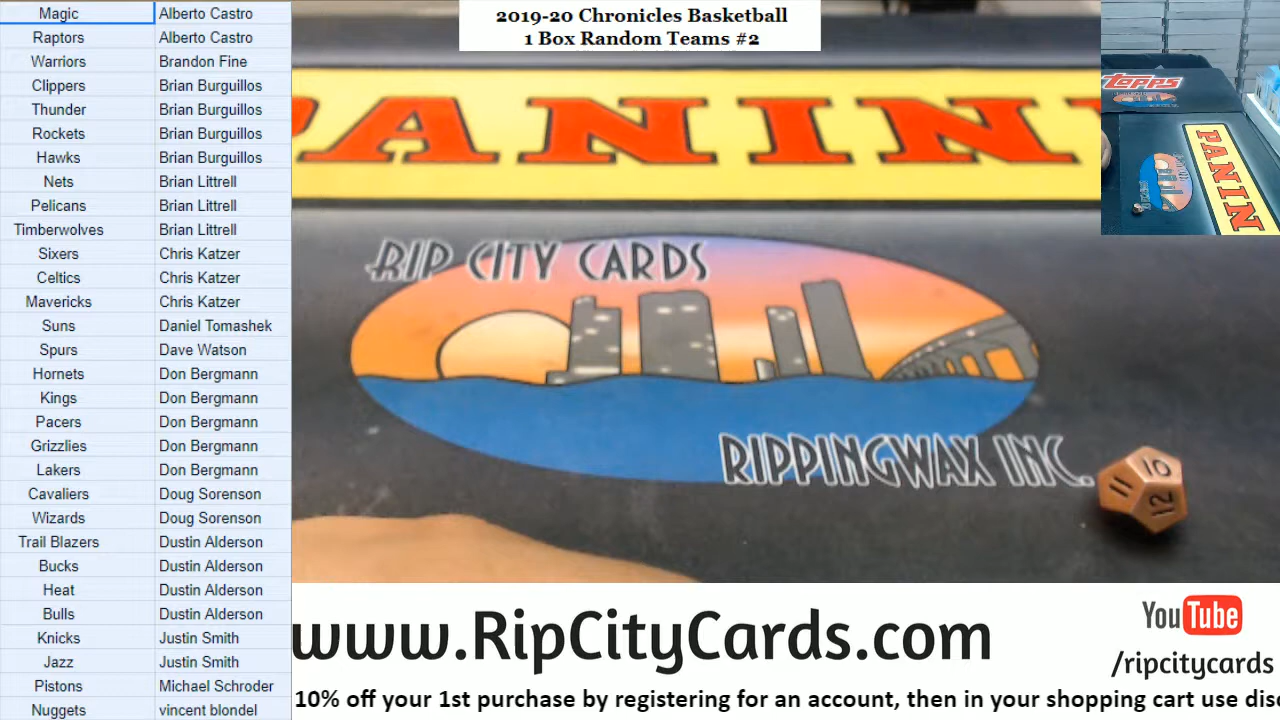 Magic Alberto Castro
Raptors Alberto Castro
Warriors Brandon Fine
Clippers Brian Burguillos
Thunder Brian Burguillos
Rockets Brian Burguillos
Hawks Brian Burguillos
Nets Brian Littrell
Pelicans Brian Littrell
Timberwolves Brian Littrell
Sixers Chris Katzer
Celtics Chris Katzer
Mavericks Chris Katzer
Suns Daniel Tomashek
Spurs Dave Watson
Hornets Don Bergmann
Kings Don Bergmann
Pacers Don Bergmann
Grizzlies Don Bergmann
Lakers Don Bergmann
Cavaliers Doug Sorenson
Wizards Doug Sorenson
Trail Blazers Dustin Alderson
Bucks Dustin Alderson
Heat Dustin Alderson
Bulls Dustin Alderson
Knicks Justin Smith
Jazz Justin Smith
Pistons Michael Schroder
Nuggets vincent blondel
2019-20 Chronicles Basketball
1 Box Random Teams #2
PANINI
RIP CITY CARDS
RIPPINGWAX INC.
10
11
12
TOPPS
PANIN
www.RipCityCards.com
YouTube
/ripcitycards
10% off your 1st purchase by registering for an account, then in your shopping cart use disc